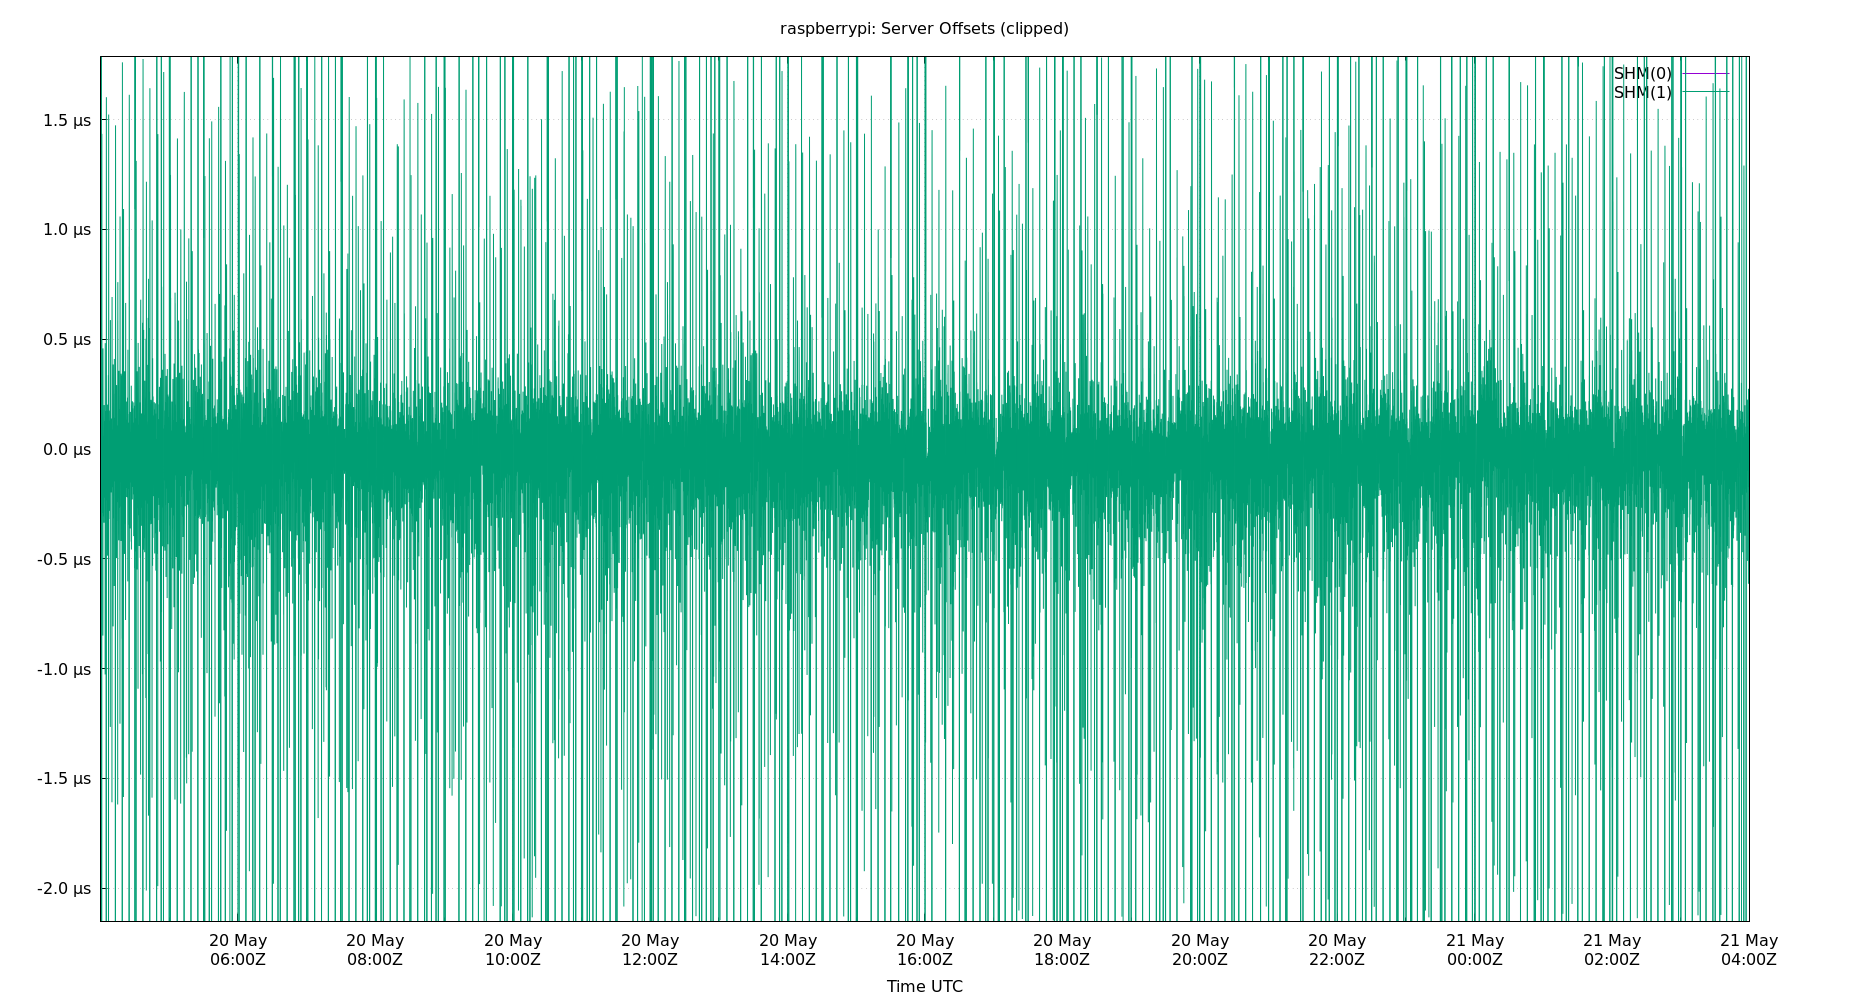 raspberrypi: Server Offsets (clipped)
SHM(0)
SHM(1)
1.5 µs
1.0 µs
0.5 µs
0.0 µs
-0.5 µs
-1.0 µs
-1.5 µs
-2.0 µs
20 May 20 May 20 May 20 May 20 May 20 May 20 May 20 May 20 May 21 May 21 May 21 May
06:00Z 08:00Z 10:00Z 12:00Z 14:00Z 16:00Z 18:00Z 20:00Z 22:00Z 00:00Z 02:00Z 04:00Z
Time UTC